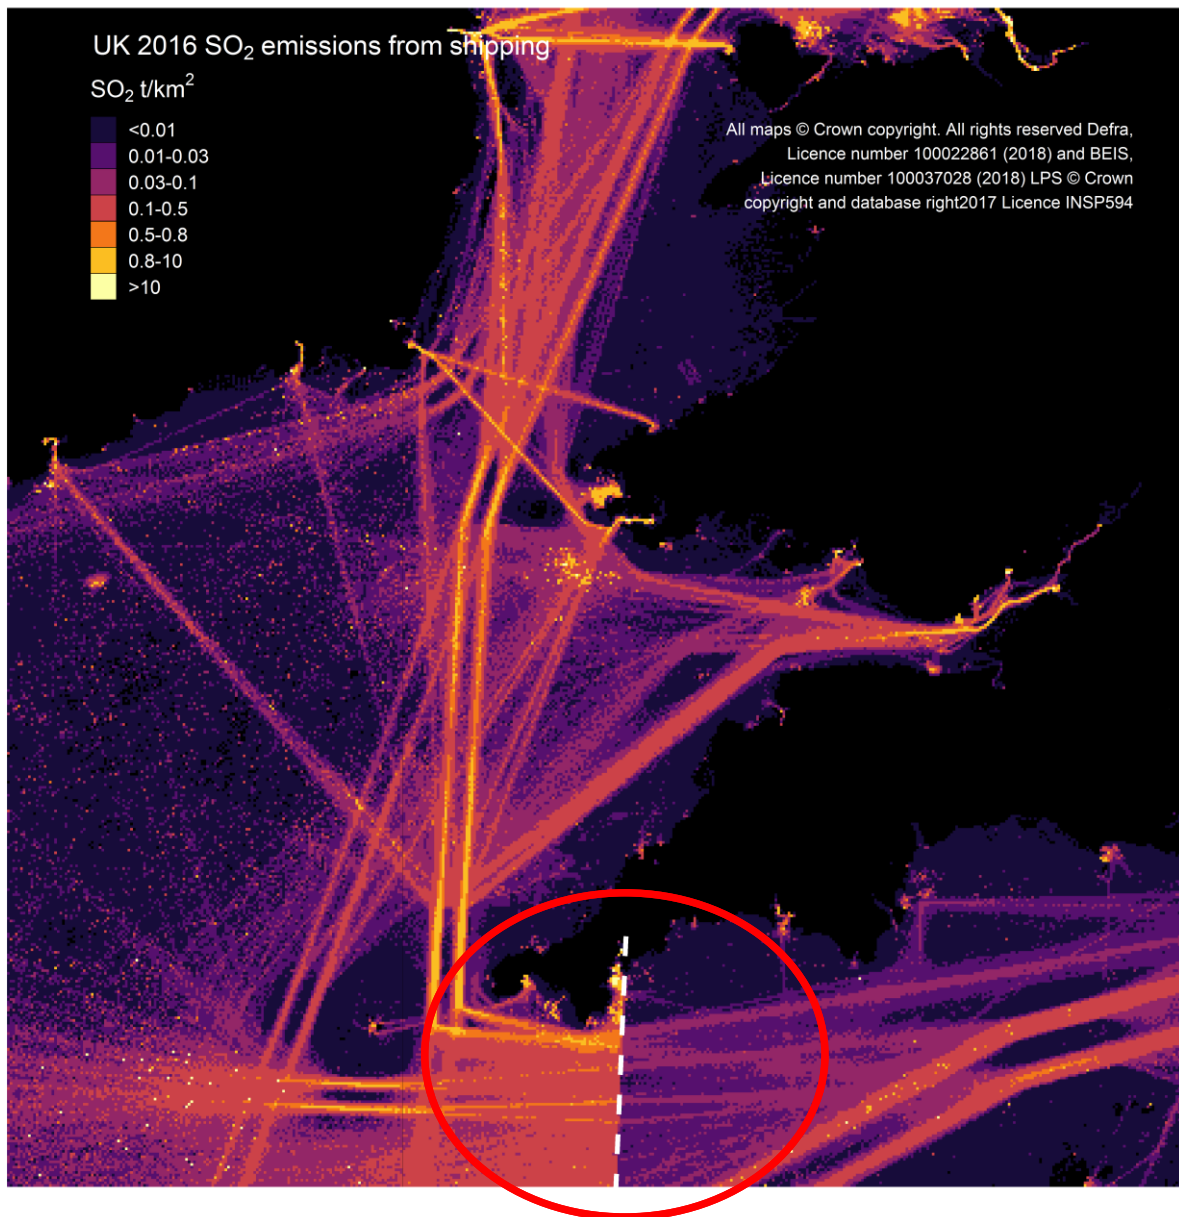 UK 2016 SO₂ emissions from shipping
SO₂ t/km²
<0.01
0.01-0.03
0.03-0.1
0.1-0.5
0.5-0.8
0.8-10
>10
All maps © Crown copyright. All rights reserved Defra,
Licence number 100022861 (2018) and BEIS,
Licence number 100037028 (2018) LPS © Crown
copyright and database right2017 Licence INSP594